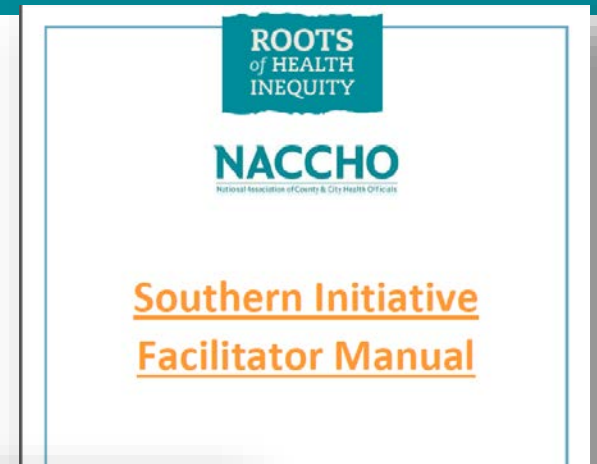 ROOTS
of HEALTH
INEQUITY
NACCHO
National Association of County & City Health Officials
Southern Initiative
Facilitator Manual